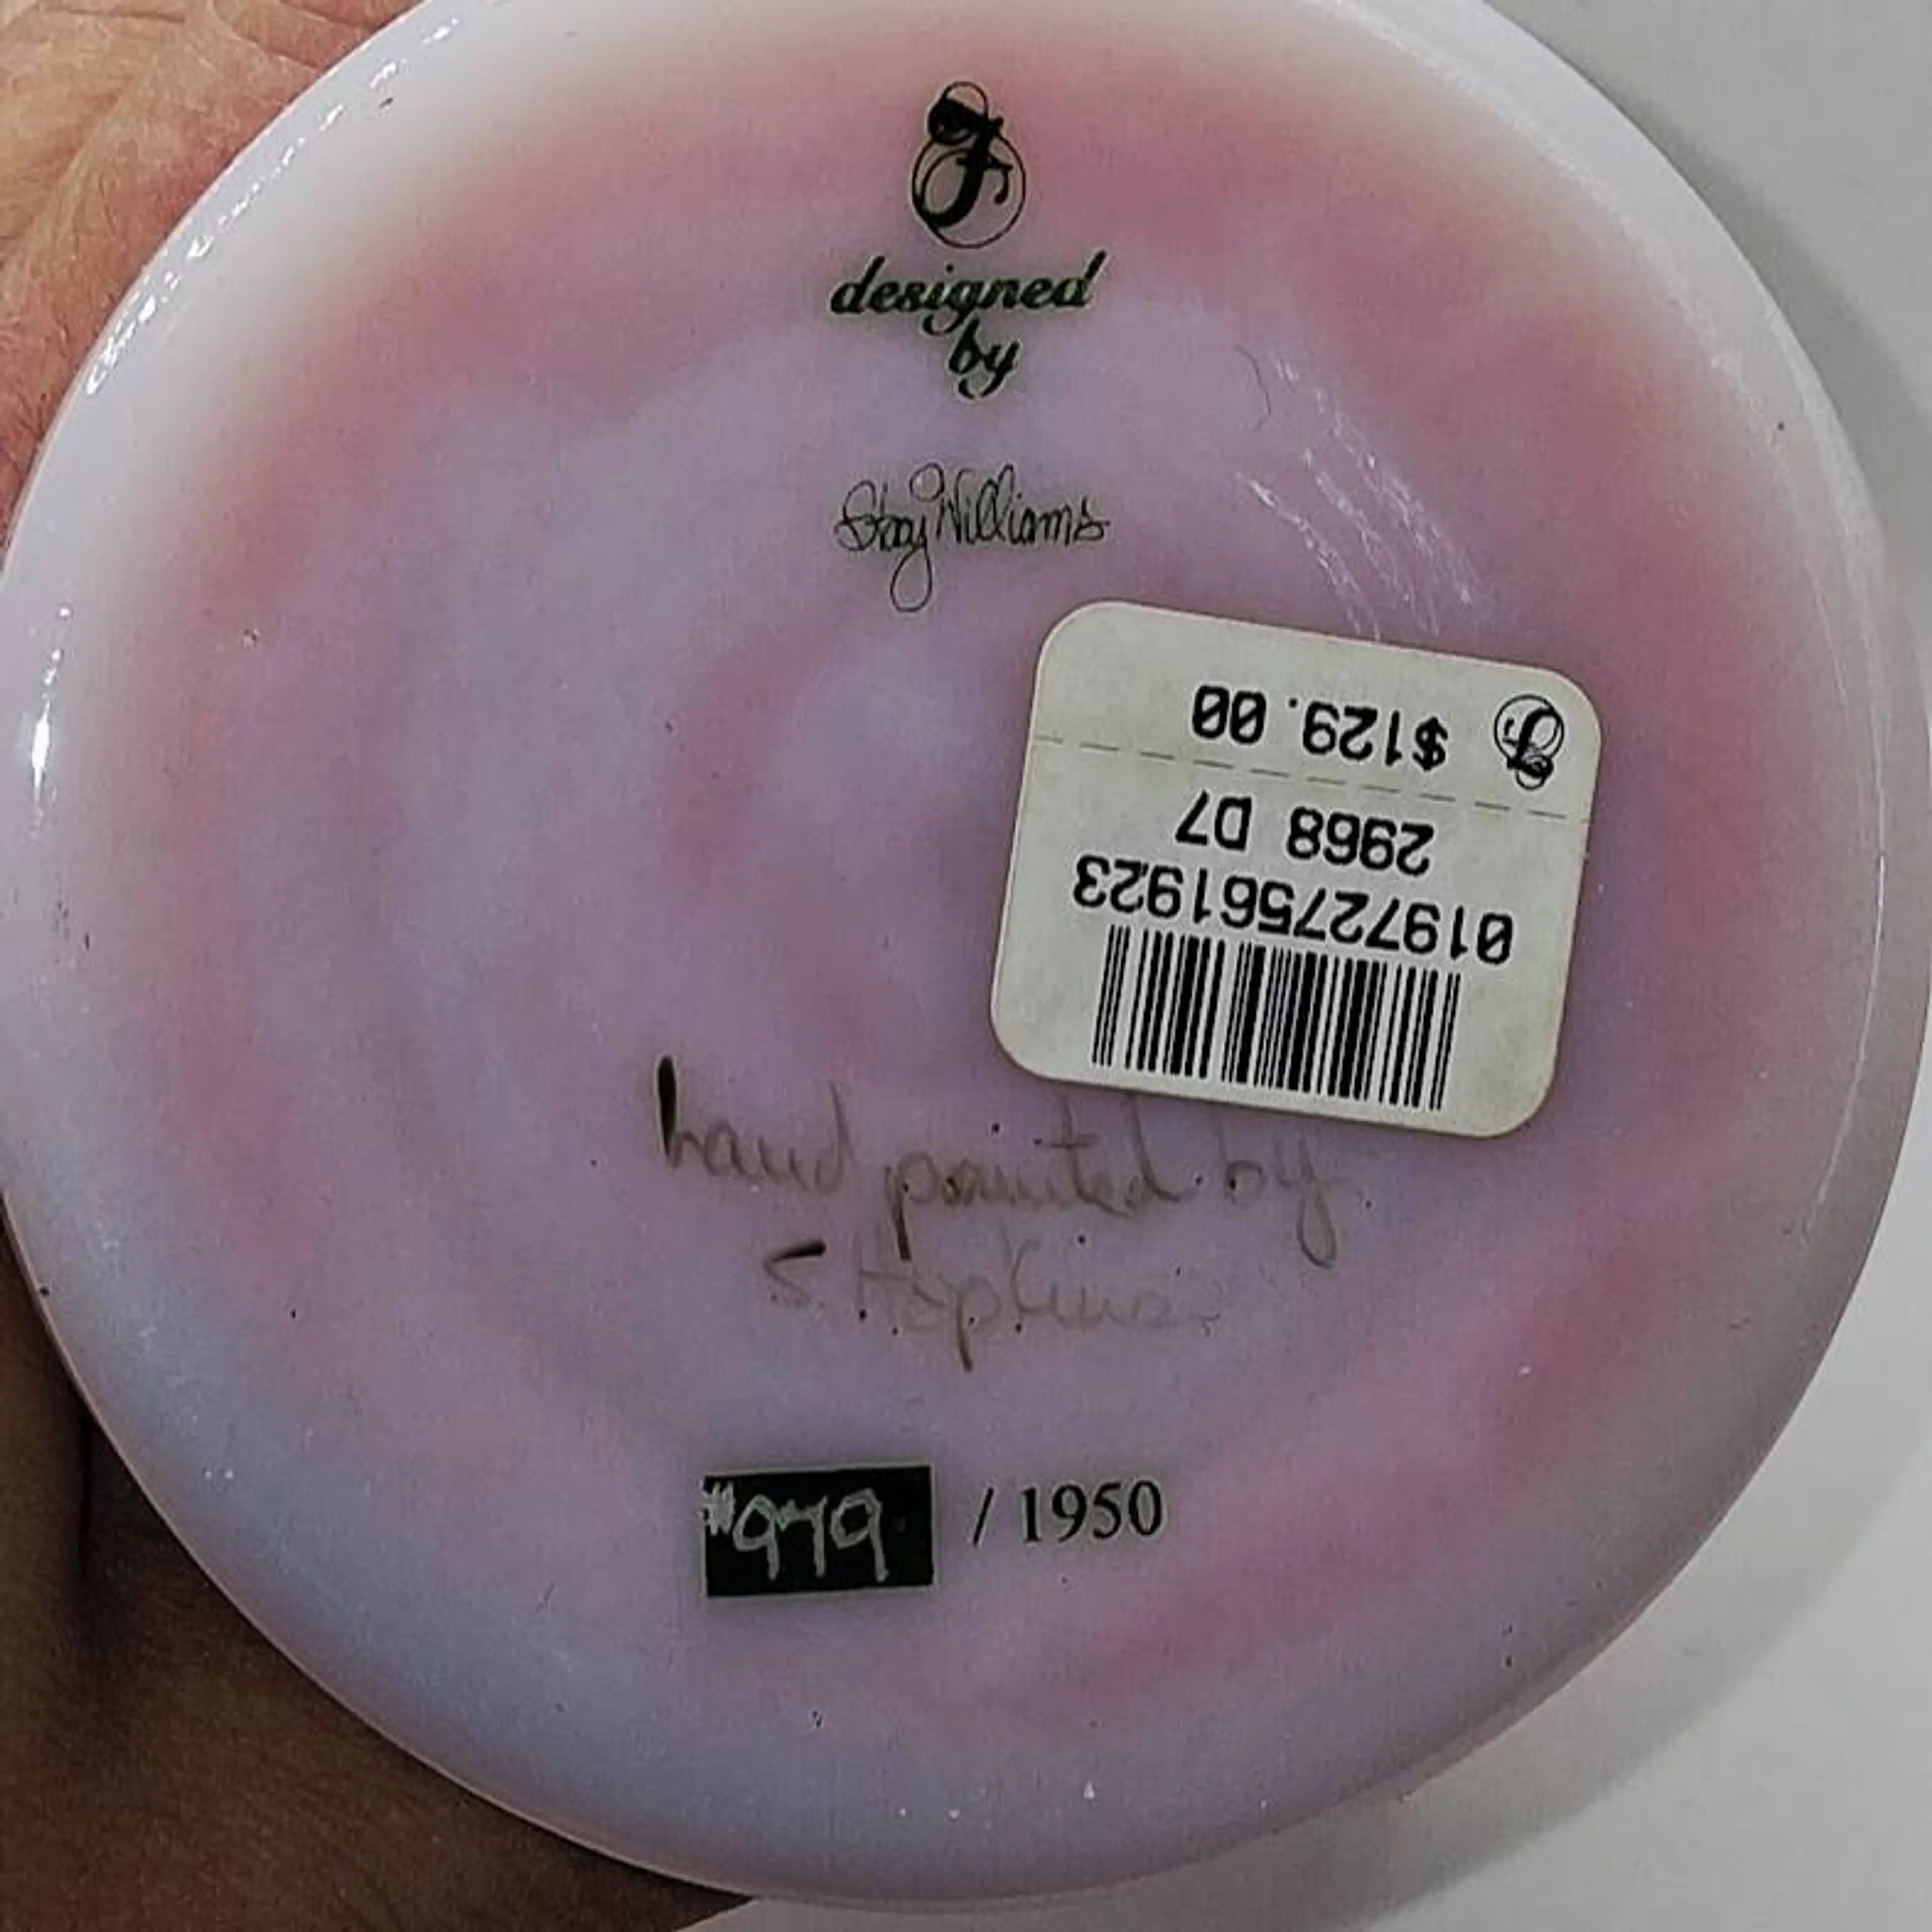 F
designed
by
Stacy Williams
$129.00
2968 D7
019727561923
hand painted by
S. Hopkins
#979 / 1950